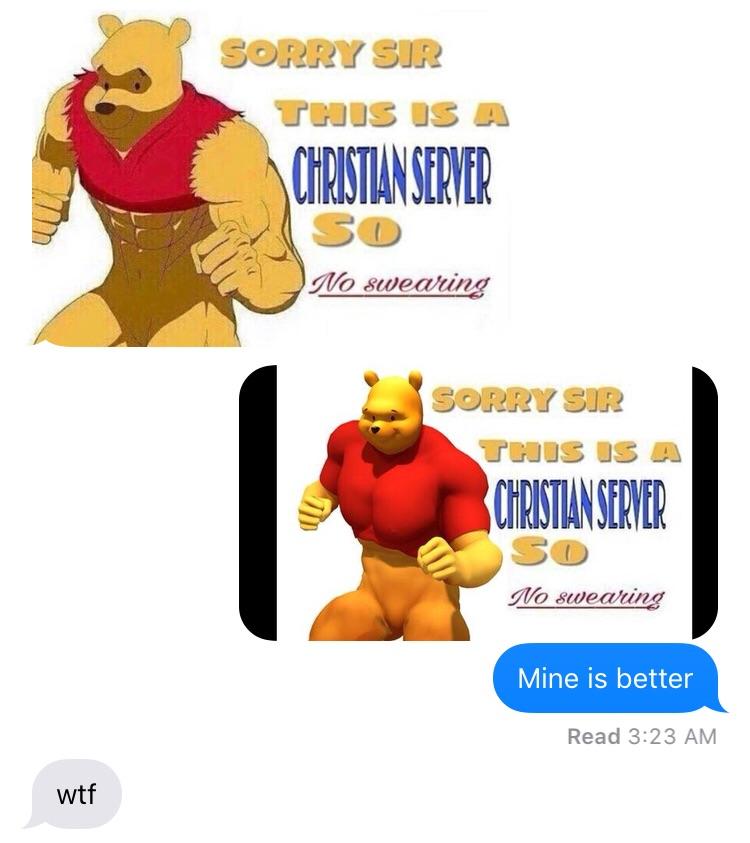 SORRY SIR
THIS IS A
CHRISTIAN SERVER
SO
No swearing
SORRY SIR
THIS IS A
CHRISTIAN SERVER
SO
No swearing
Mine is better
Read 3:23 AM
wtf